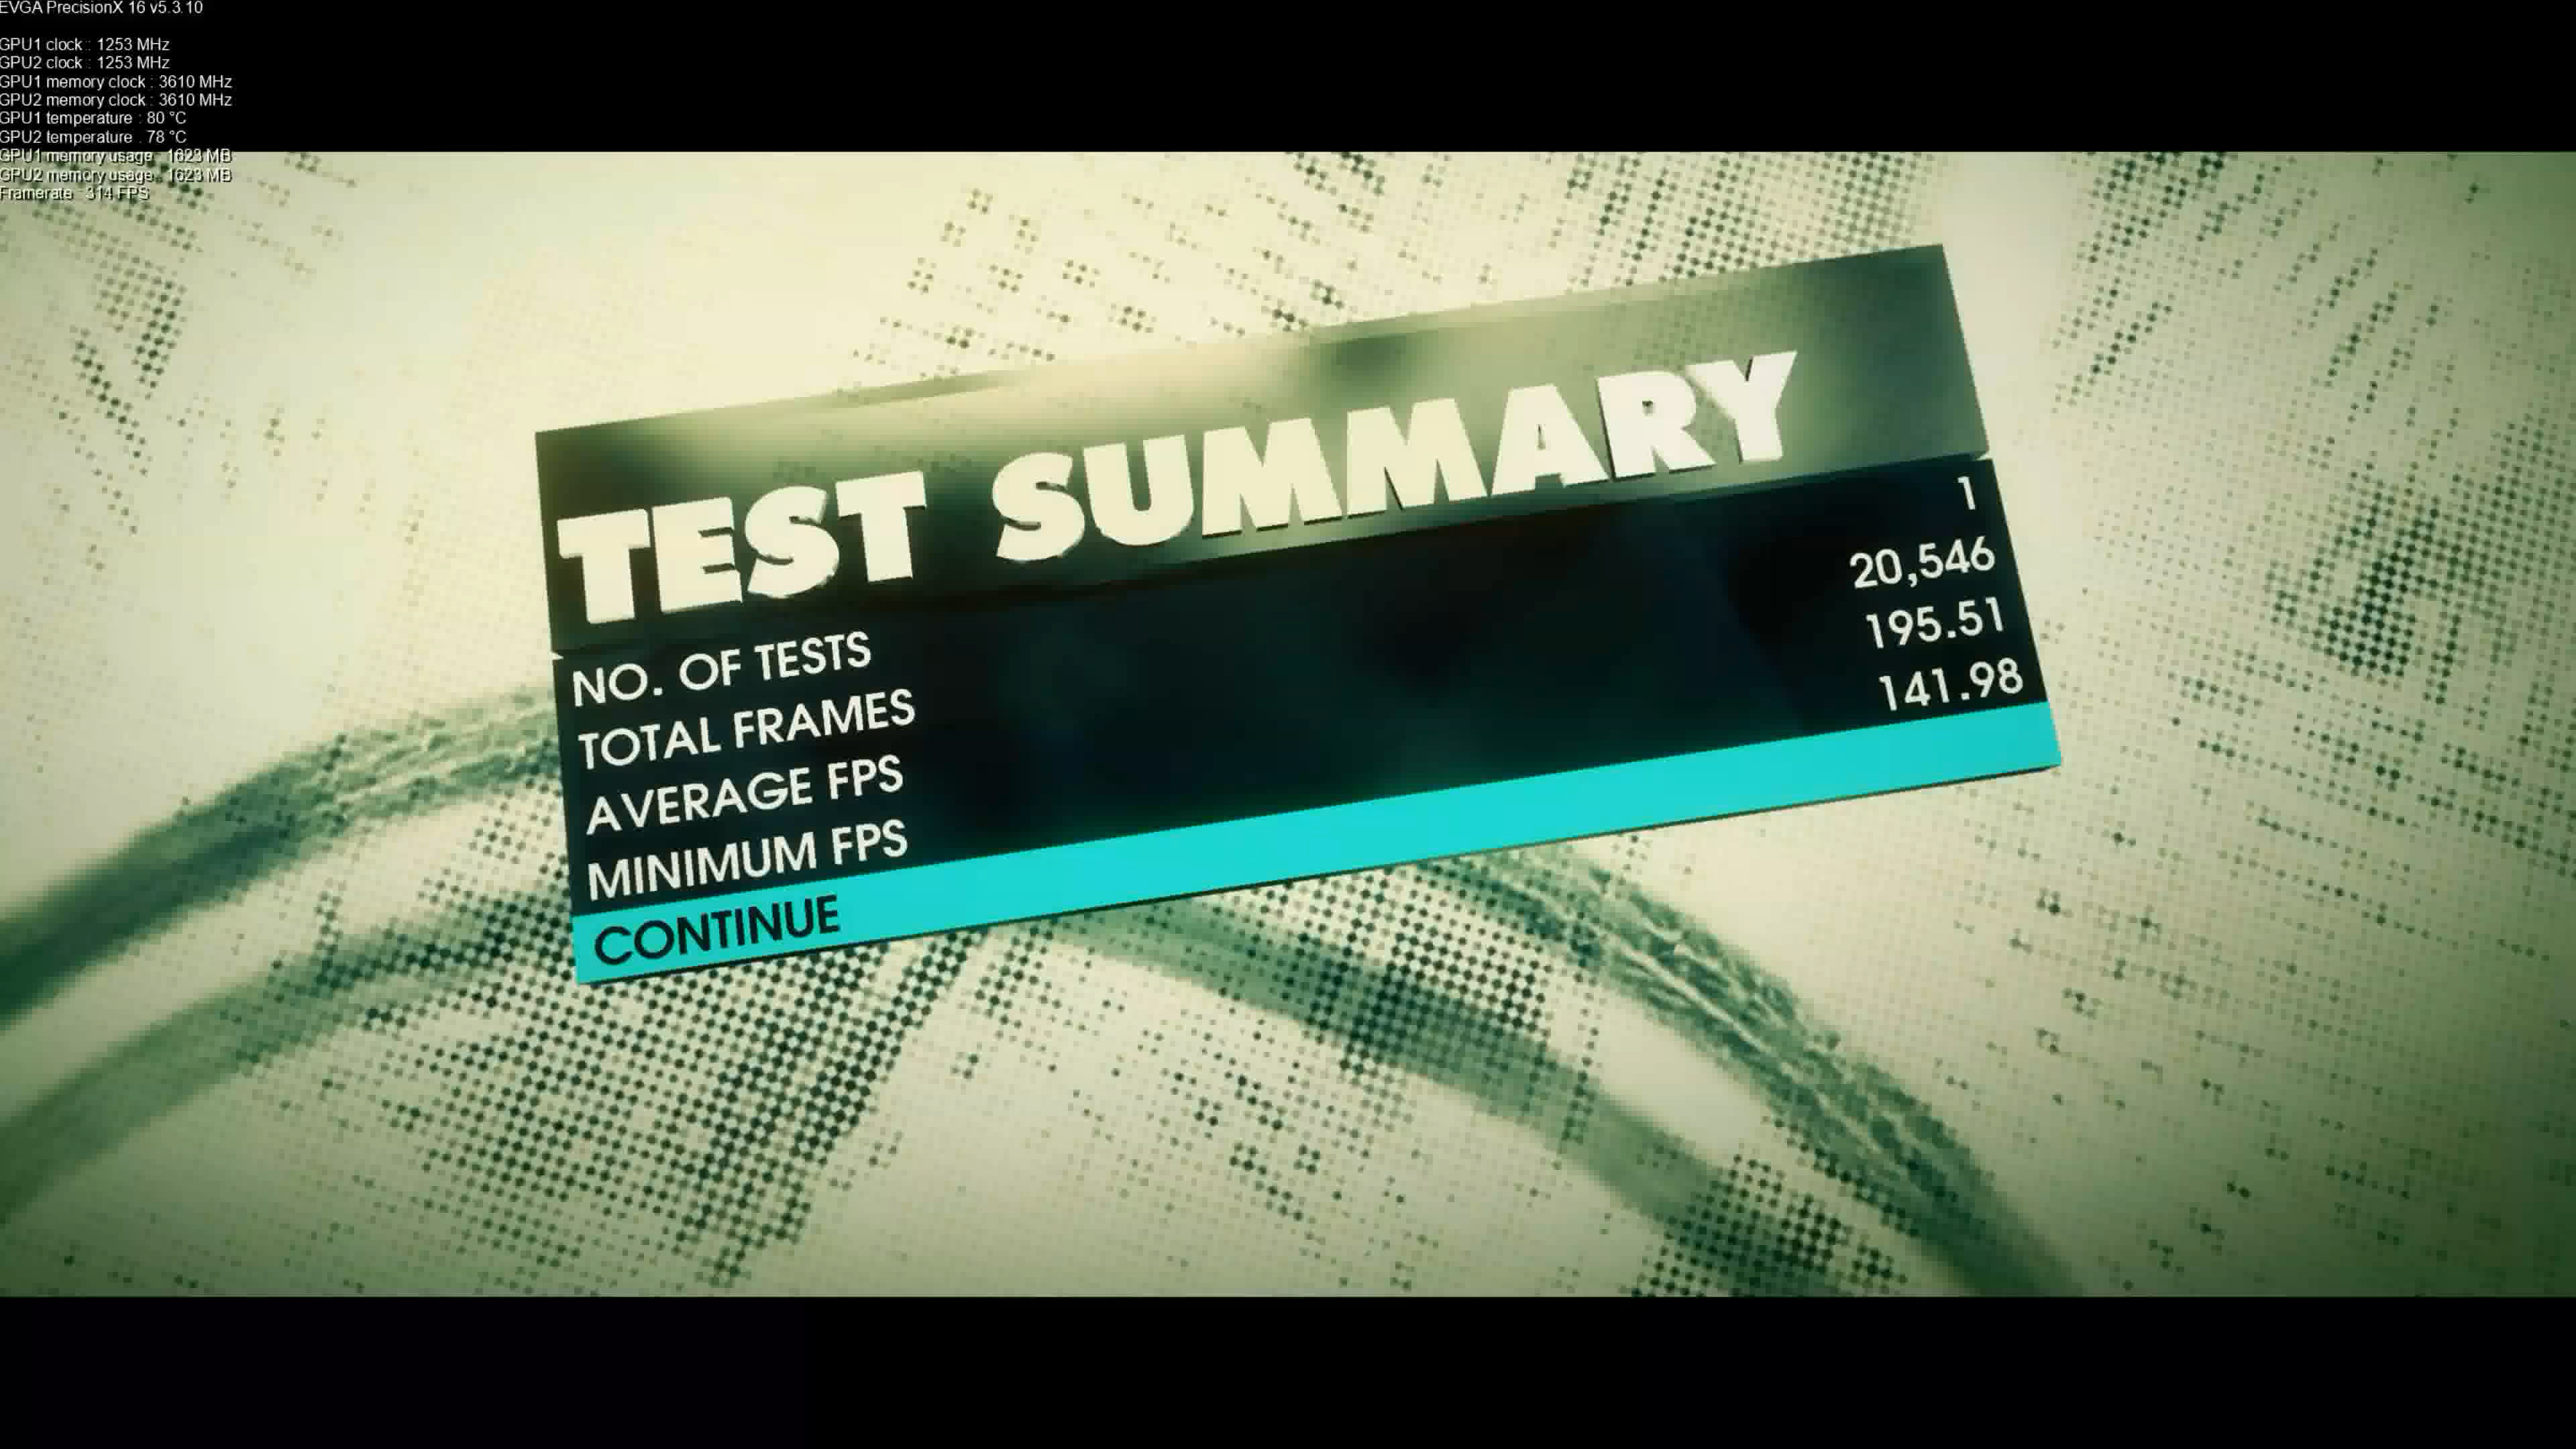 EVGA PrecisionX 16 v5.3.10
GPU1 clock : 1253 MHz
GPU2 clock : 1253 MHz
GPU1 memory clock : 3610 MHz
GPU2 memory clock : 3610 MHz
GPU1 temperature : 80 °C
GPU2 temperature : 78 °C
GPU1 memory usage : 1623 MB
GPU2 memory usage : 1623 MB
Framerate : 314 FPS
TEST SUMMARY
NO. OF TESTS 1
TOTAL FRAMES 20,546
AVERAGE FPS 195.51
MINIMUM FPS 141.98
CONTINUE